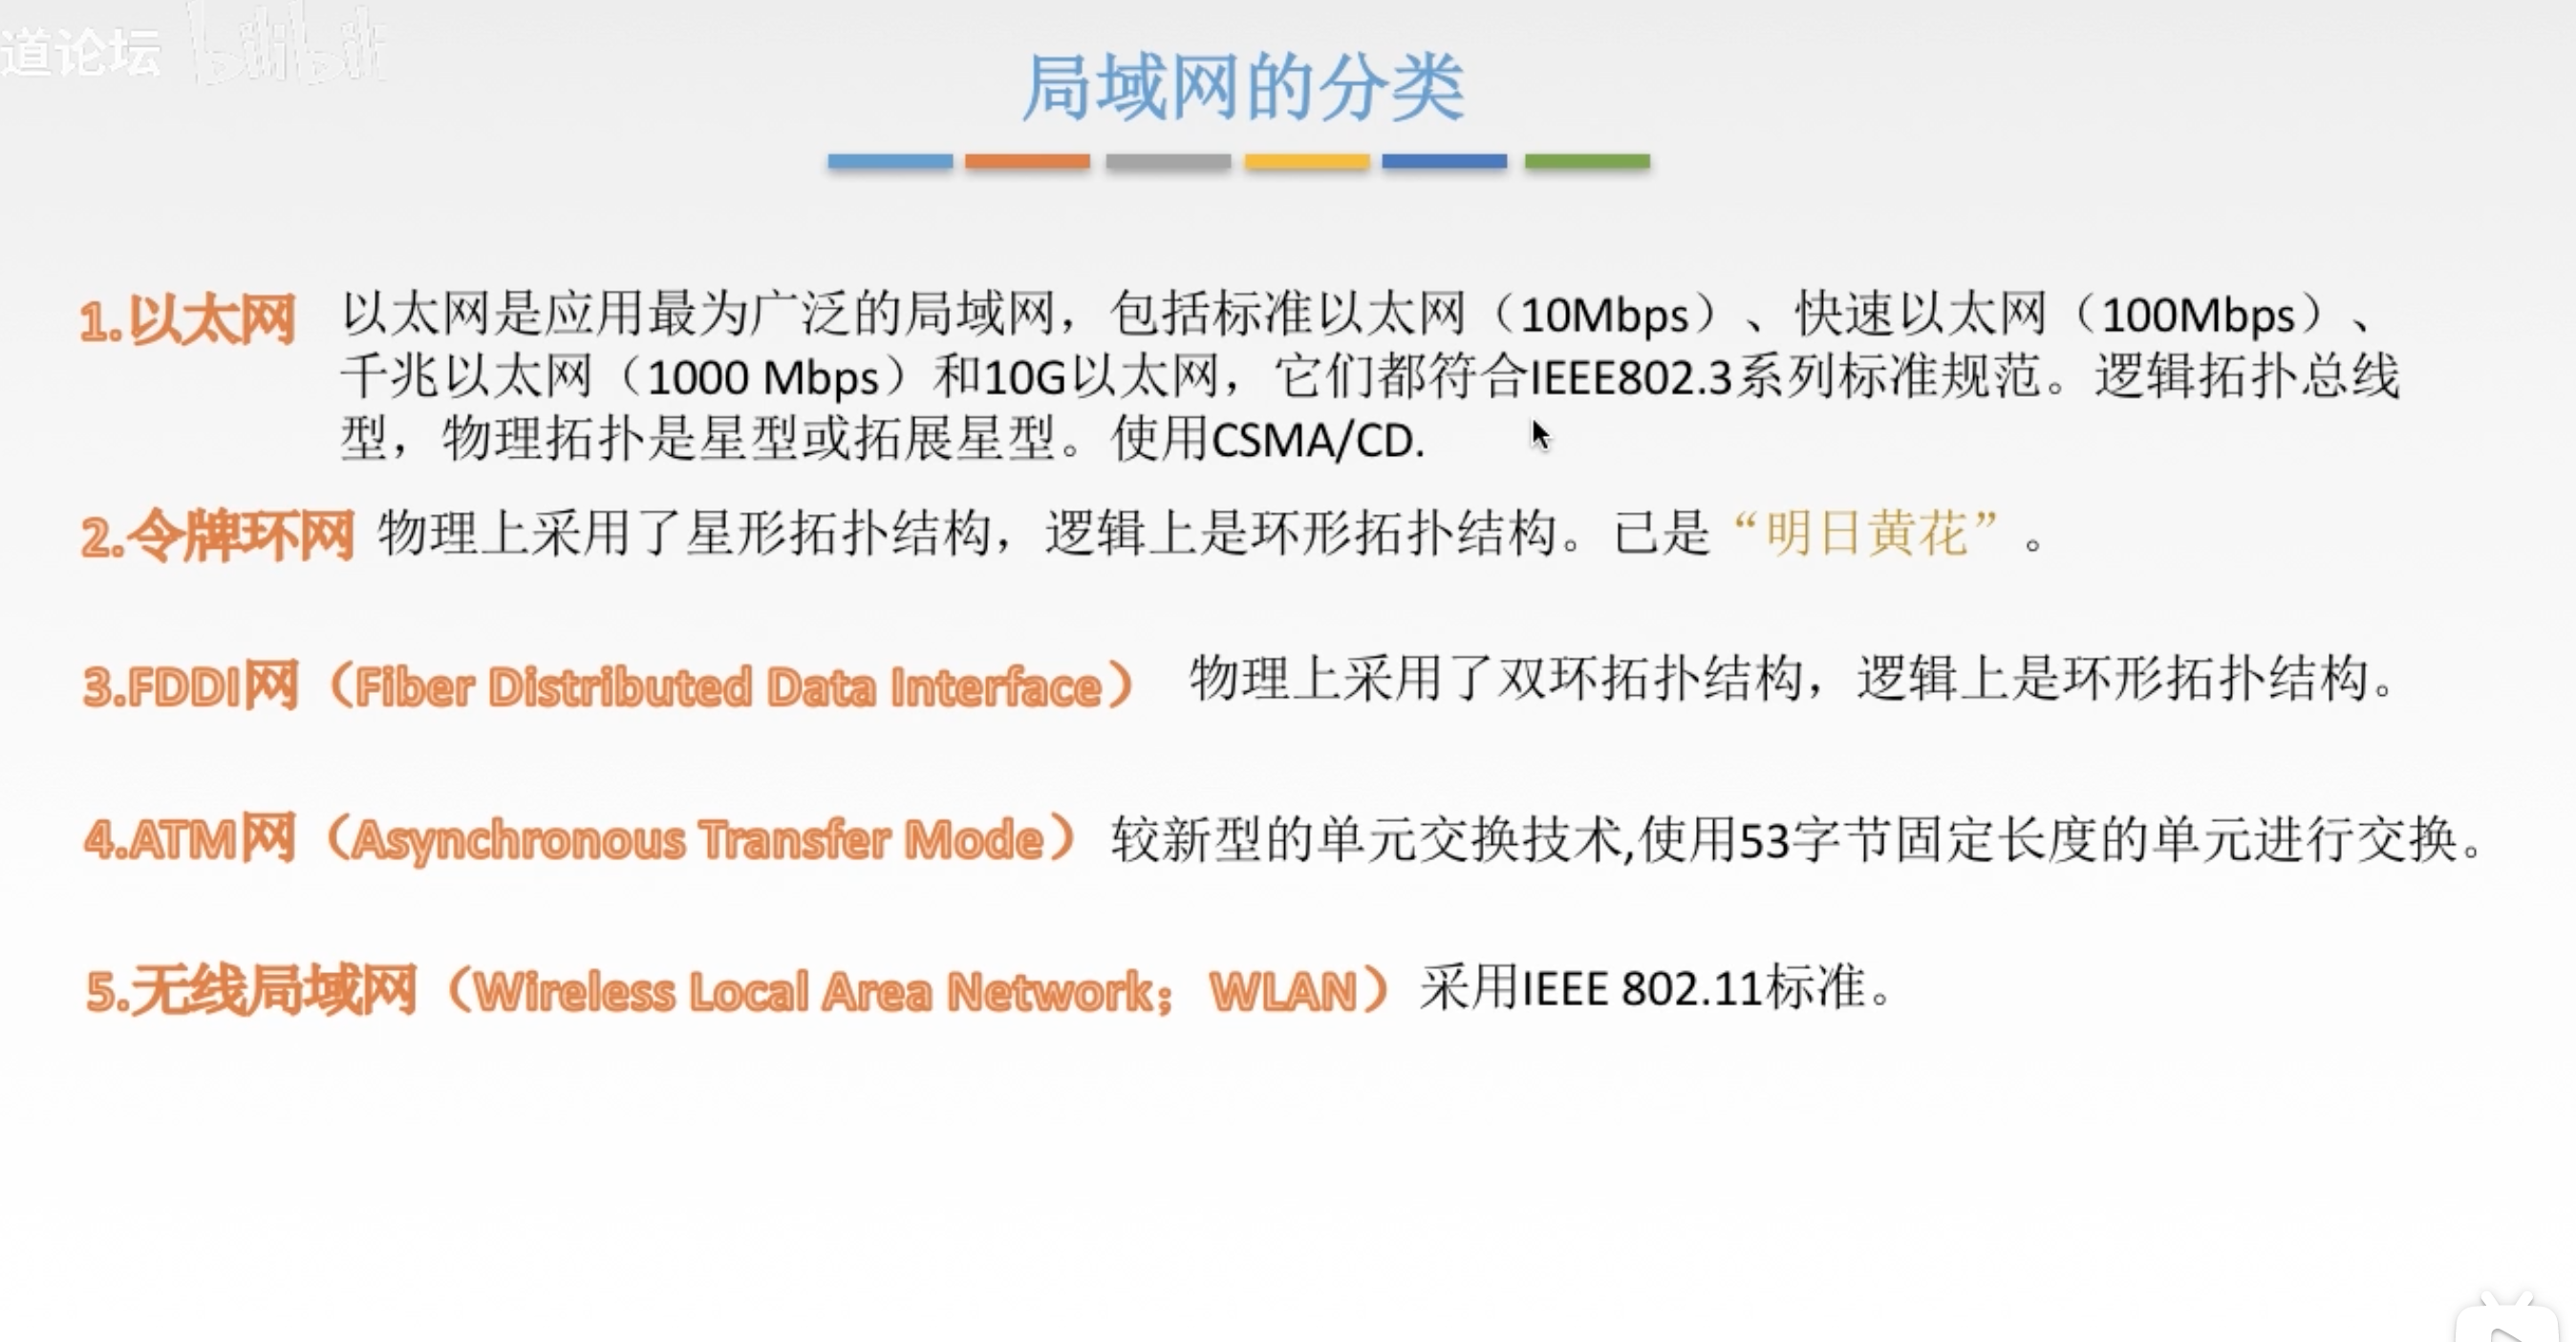 道论坛 bilibili
局域网的分类
1.以太网 以太网是应用最为广泛的局域网，包括标准以太网（10Mbps）、快速以太网（100Mbps）、
千兆以太网（1000 Mbps）和10G以太网，它们都符合IEEE802.3系列标准规范。逻辑拓扑总线
型，物理拓扑是星型或拓展星型。使用CSMA/CD.
2.令牌环网 物理上采用了星形拓扑结构，逻辑上是环形拓扑结构。已是“明日黄花”。
3.FDDI网（Fiber Distributed Data Interface） 物理上采用了双环拓扑结构，逻辑上是环形拓扑结构。
4.ATM网（Asynchronous Transfer Mode） 较新型的单元交换技术,使用53字节固定长度的单元进行交换。
5.无线局域网（Wireless Local Area Network；WLAN） 采用IEEE 802.11标准。